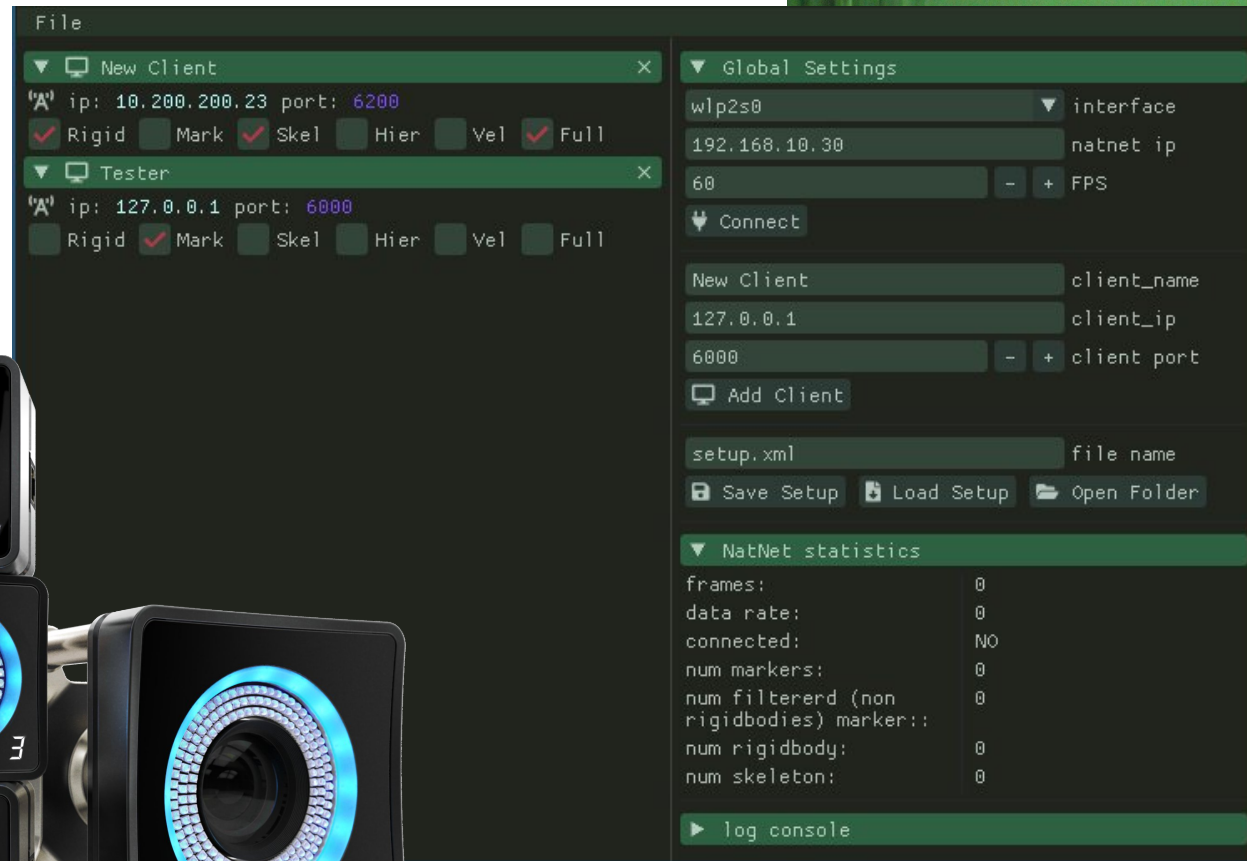 File
New Client
ip: 10.200.200.23 port: 6200
Rigid Mark Skel Hier Vel Full
Tester
ip: 127.0.0.1 port: 6000
Rigid Mark Skel Hier Vel Full
Global Settings
wlp2s0 interface
192.168.10.30 natnet ip
60 - + FPS
Connect
New Client client_name
127.0.0.1 client_ip
6000 - + client port
Add Client
setup.xml file name
Save Setup Load Setup Open Folder
NatNet statistics
frames: 0
data rate: 0
connected: NO
num markers: 0
num filtererd (non 0
rigidbodies) marker::
num rigidbody: 0
num skeleton: 0
log console
3